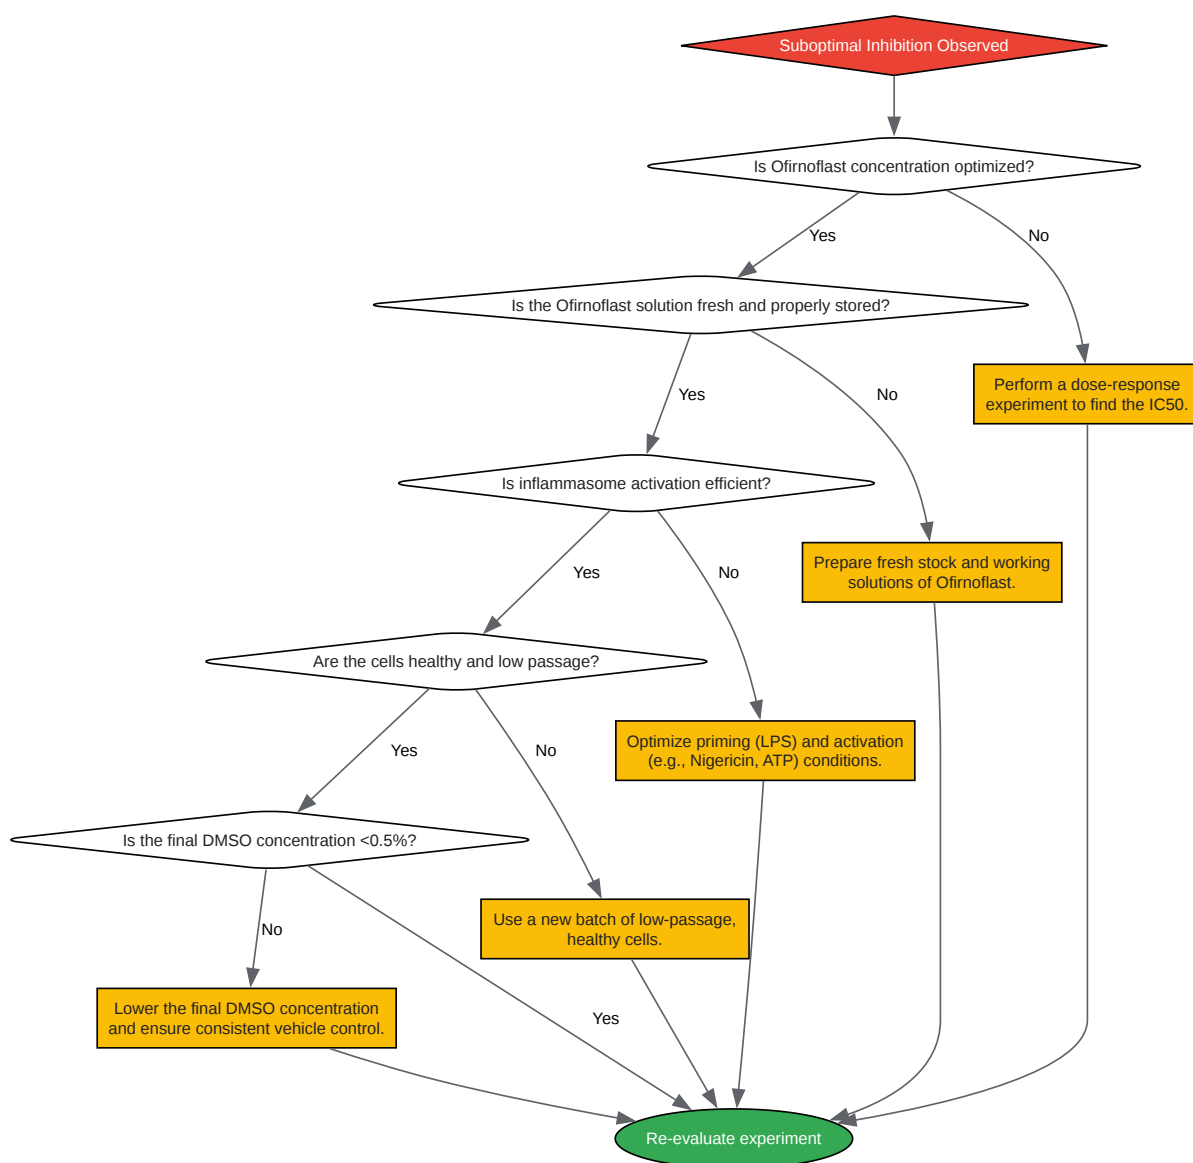 Suboptimal Inhibition Observed
Is Ofirnoflast concentration optimized?
Yes
No
Is the Ofirnoflast solution fresh and properly stored?
Yes
No
Perform a dose-response
experiment to find the IC50.
Is inflammasome activation efficient?
Yes
No
Prepare fresh stock and working
solutions of Ofirnoflast.
Are the cells healthy and low passage?
Yes
No
Optimize priming (LPS) and activation
(e.g., Nigericin, ATP) conditions.
Is the final DMSO concentration <0.5%?
No
Yes
Use a new batch of low-passage,
healthy cells.
Lower the final DMSO concentration
and ensure consistent vehicle control.
Re-evaluate experiment